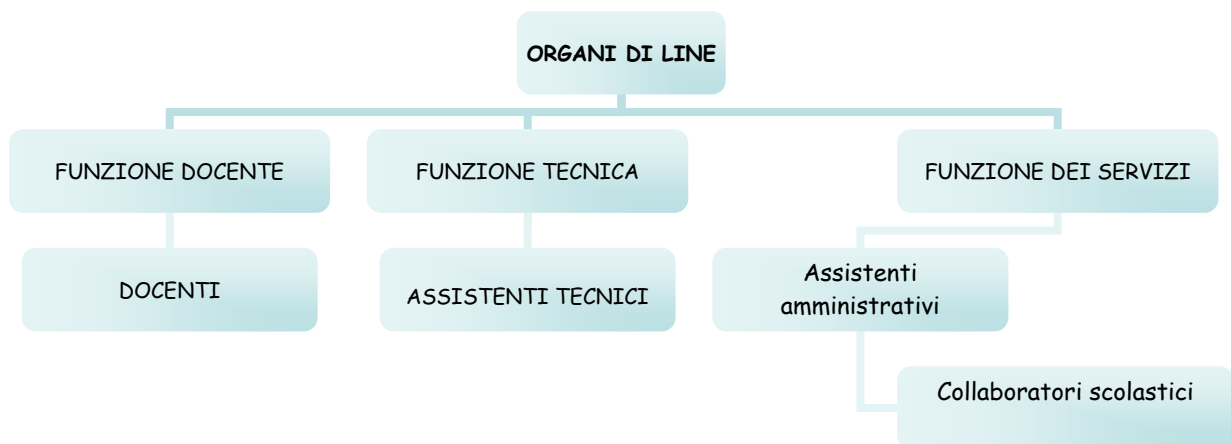 ORGANI DI LINE
FUNZIONE DOCENTE
FUNZIONE TECNICA
FUNZIONE DEI SERVIZI
DOCENTI
ASSISTENTI TECNICI
Assistenti
amministrativi
Collaboratori scolastici